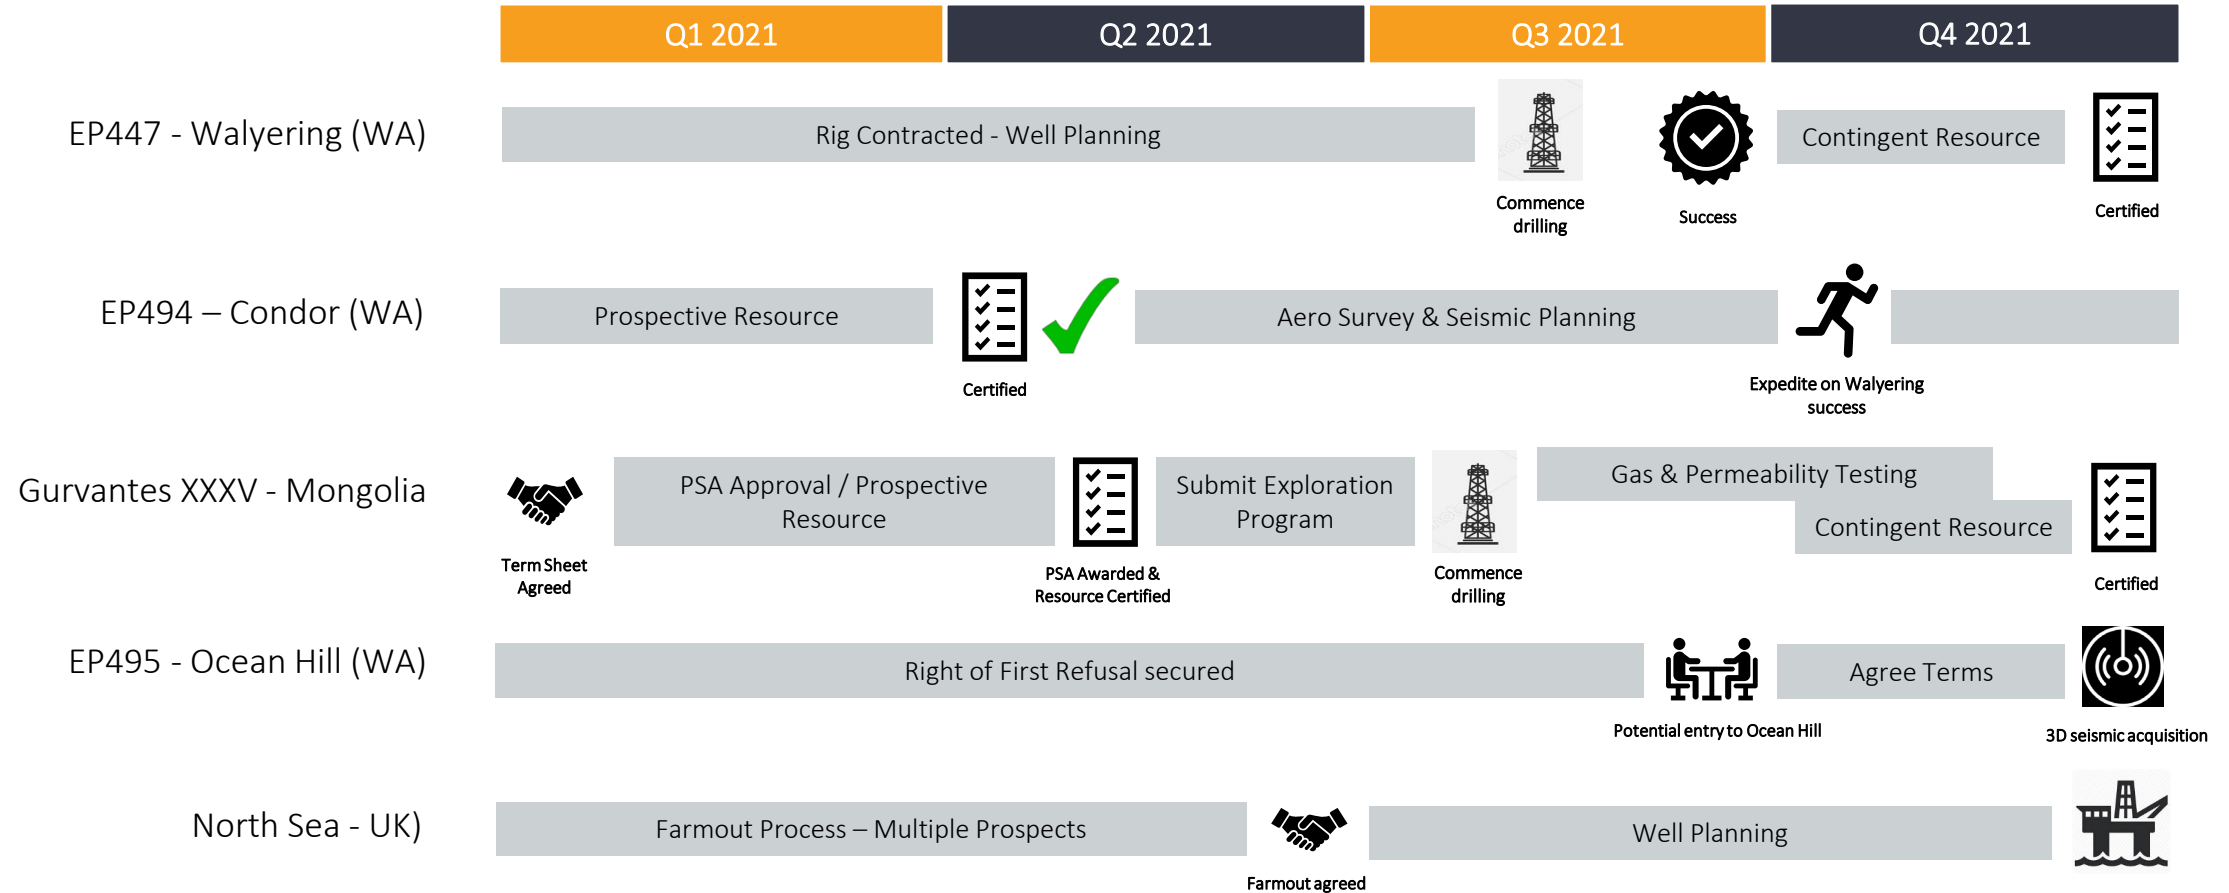 Q1 2021
Q2 2021
Q3 2021
Q4 2021
EP447 - Walyering (WA)
Rig Contracted - Well Planning
Commence
drilling
Success
Contingent Resource
Certified
EP494 – Condor (WA)
Prospective Resource
Certified
Aero Survey & Seismic Planning
Expedite on Walyering
success
Gurvantes XXXV - Mongolia
Term Sheet
Agreed
PSA Approval / Prospective
Resource
PSA Awarded &
Resource Certified
Submit Exploration
Program
Commence
drilling
Gas & Permeability Testing
Contingent Resource
Certified
EP495 - Ocean Hill (WA)
Right of First Refusal secured
Potential entry to Ocean Hill
Agree Terms
3D seismic acquisition
North Sea - UK)
Farmout Process – Multiple Prospects
Farmout agreed
Well Planning